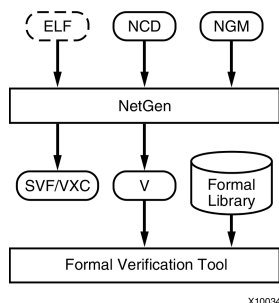 ELF
NCD
NGM
NetGen
SVF/VXC
V
Formal
Library
Formal Verification Tool
X10034